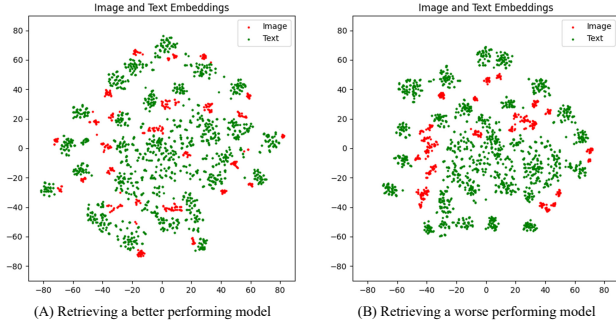 Image and Text Embeddings
Image
Text
80
60
40
20
0
−20
−40
−60
−80
−80 −60 −40 −20 0 20 40 60 80
(A) Retrieving a better performing model
Image and Text Embeddings
Image
Text
80
60
40
20
0
−20
−40
−60
−80
−80 −60 −40 −20 0 20 40 60 80
(B) Retrieving a worse performing model